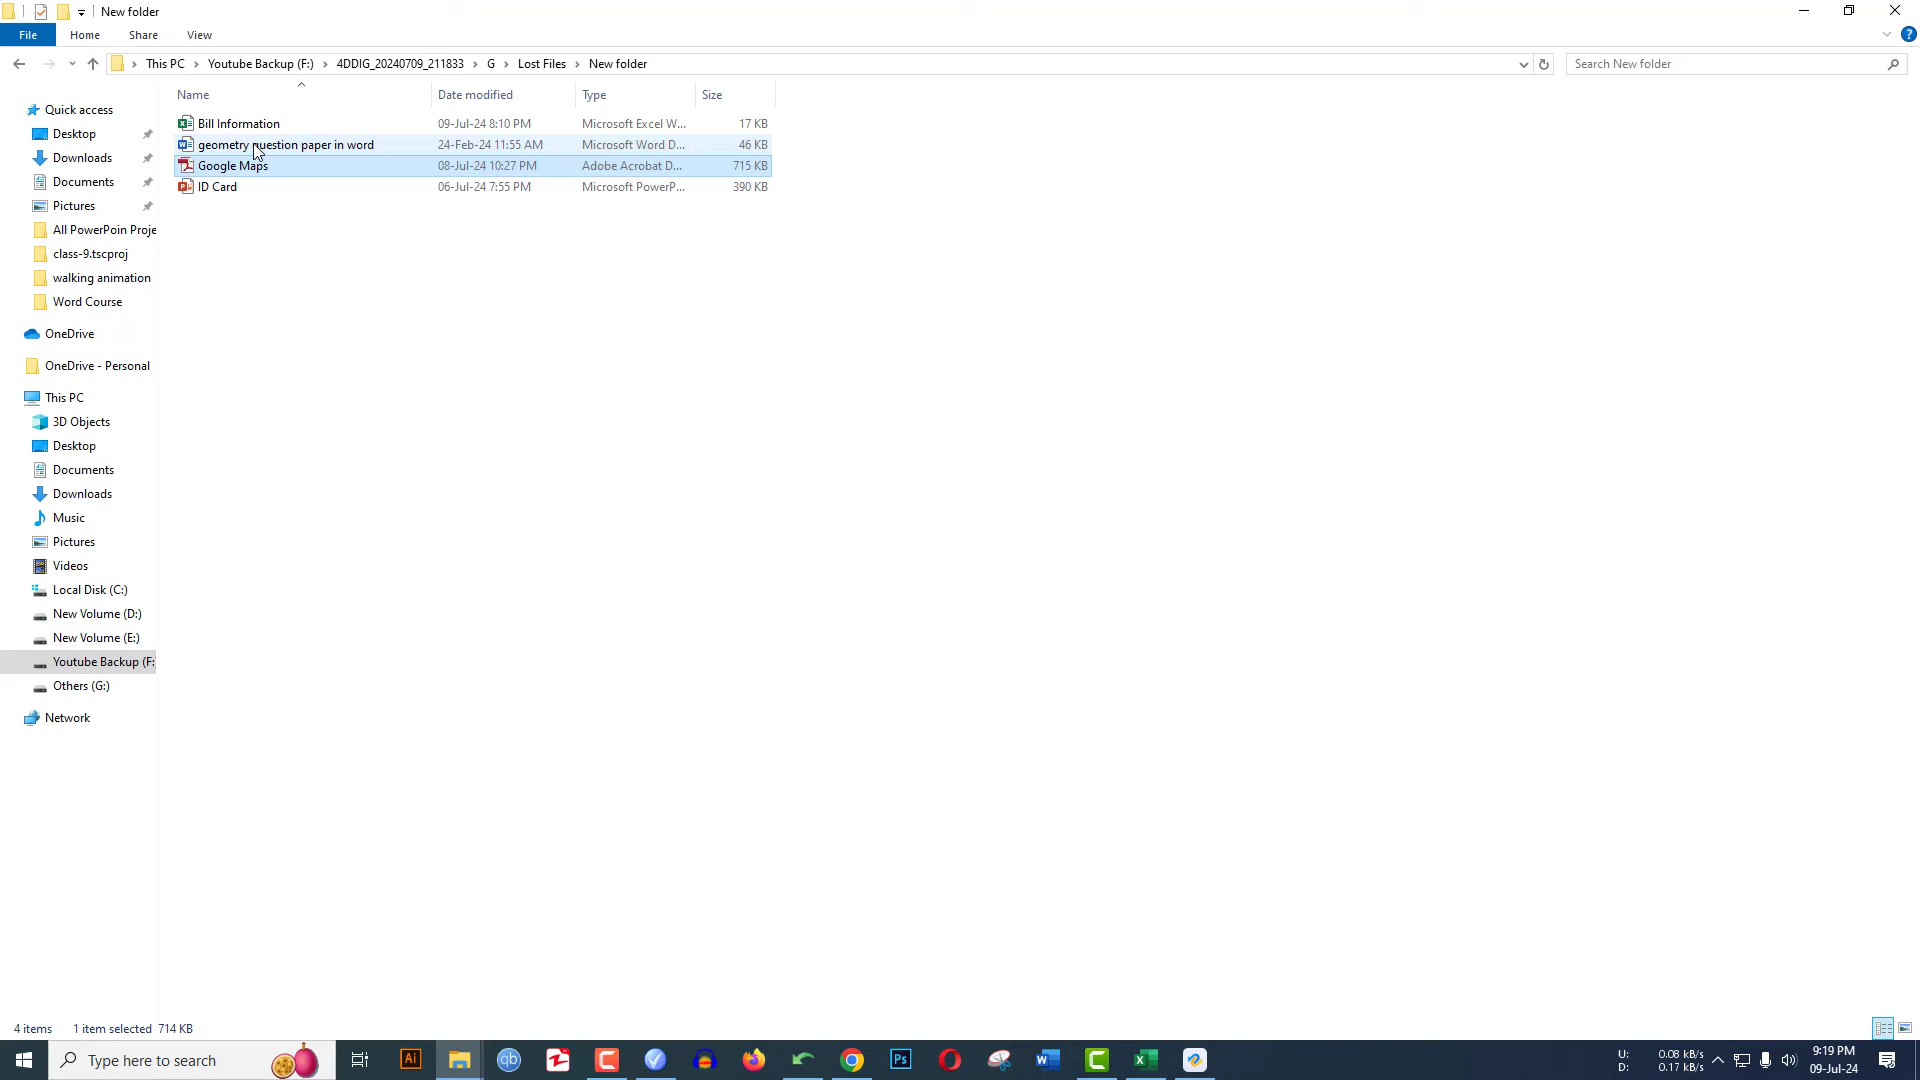 New folder
File Home Share View
This PC Youtube Backup (F:) 4DDIG_20240709_211833 G Lost Files New folder Search New folder
Name Date modified Type Size
Bill Information 09-Jul-24 8:10 PM Microsoft Excel W... 17 KB
geometry question paper in word 24-Feb-24 11:55 AM Microsoft Word D... 46 KB
Google Maps 08-Jul-24 10:27 PM Adobe Acrobat D... 715 KB
ID Card 06-Jul-24 7:55 PM Microsoft PowerP... 390 KB
Quick access
Desktop
Downloads
Documents
Pictures
All PowerPoin Proje
class-9.tscproj
walking animation
Word Course
OneDrive
OneDrive - Personal
This PC
3D Objects
Desktop
Documents
Downloads
Music
Pictures
Videos
Local Disk (C:)
New Volume (D:)
New Volume (E:)
Youtube Backup (F:
Others (G:)
Network
4 items 1 item selected 714 KB
Type here to search
Ai
qb
Ps
U: 0.08 kB/s
D: 0.17 kB/s
9:19 PM
09-Jul-24